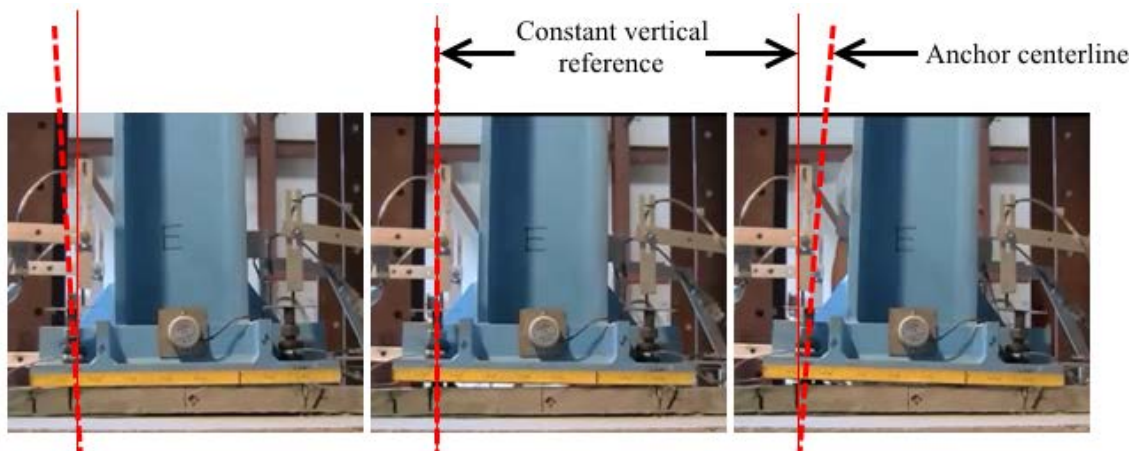 Constant vertical
reference
Anchor centerline
E
E
E